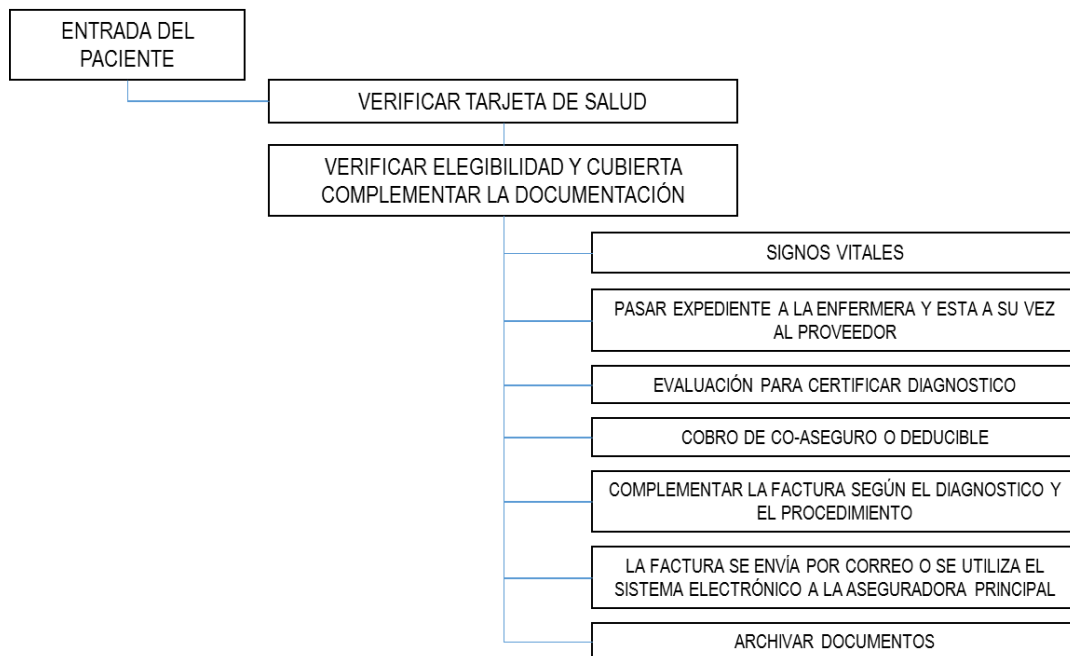 ENTRADA DEL
PACIENTE
VERIFICAR TARJETA DE SALUD
VERIFICAR ELEGIBILIDAD Y CUBIERTA
COMPLEMENTAR LA DOCUMENTACIÓN
SIGNOS VITALES
PASAR EXPEDIENTE A LA ENFERMERA Y ESTA A SU VEZ
AL PROVEEDOR
EVALUACIÓN PARA CERTIFICAR DIAGNOSTICO
COBRO DE CO-ASEGURO O DEDUCIBLE
COMPLEMENTAR LA FACTURA SEGÚN EL DIAGNOSTICO Y
EL PROCEDIMIENTO
LA FACTURA SE ENVÍA POR CORREO O SE UTILIZA EL
SISTEMA ELECTRÓNICO A LA ASEGURADORA PRINCIPAL
ARCHIVAR DOCUMENTOS